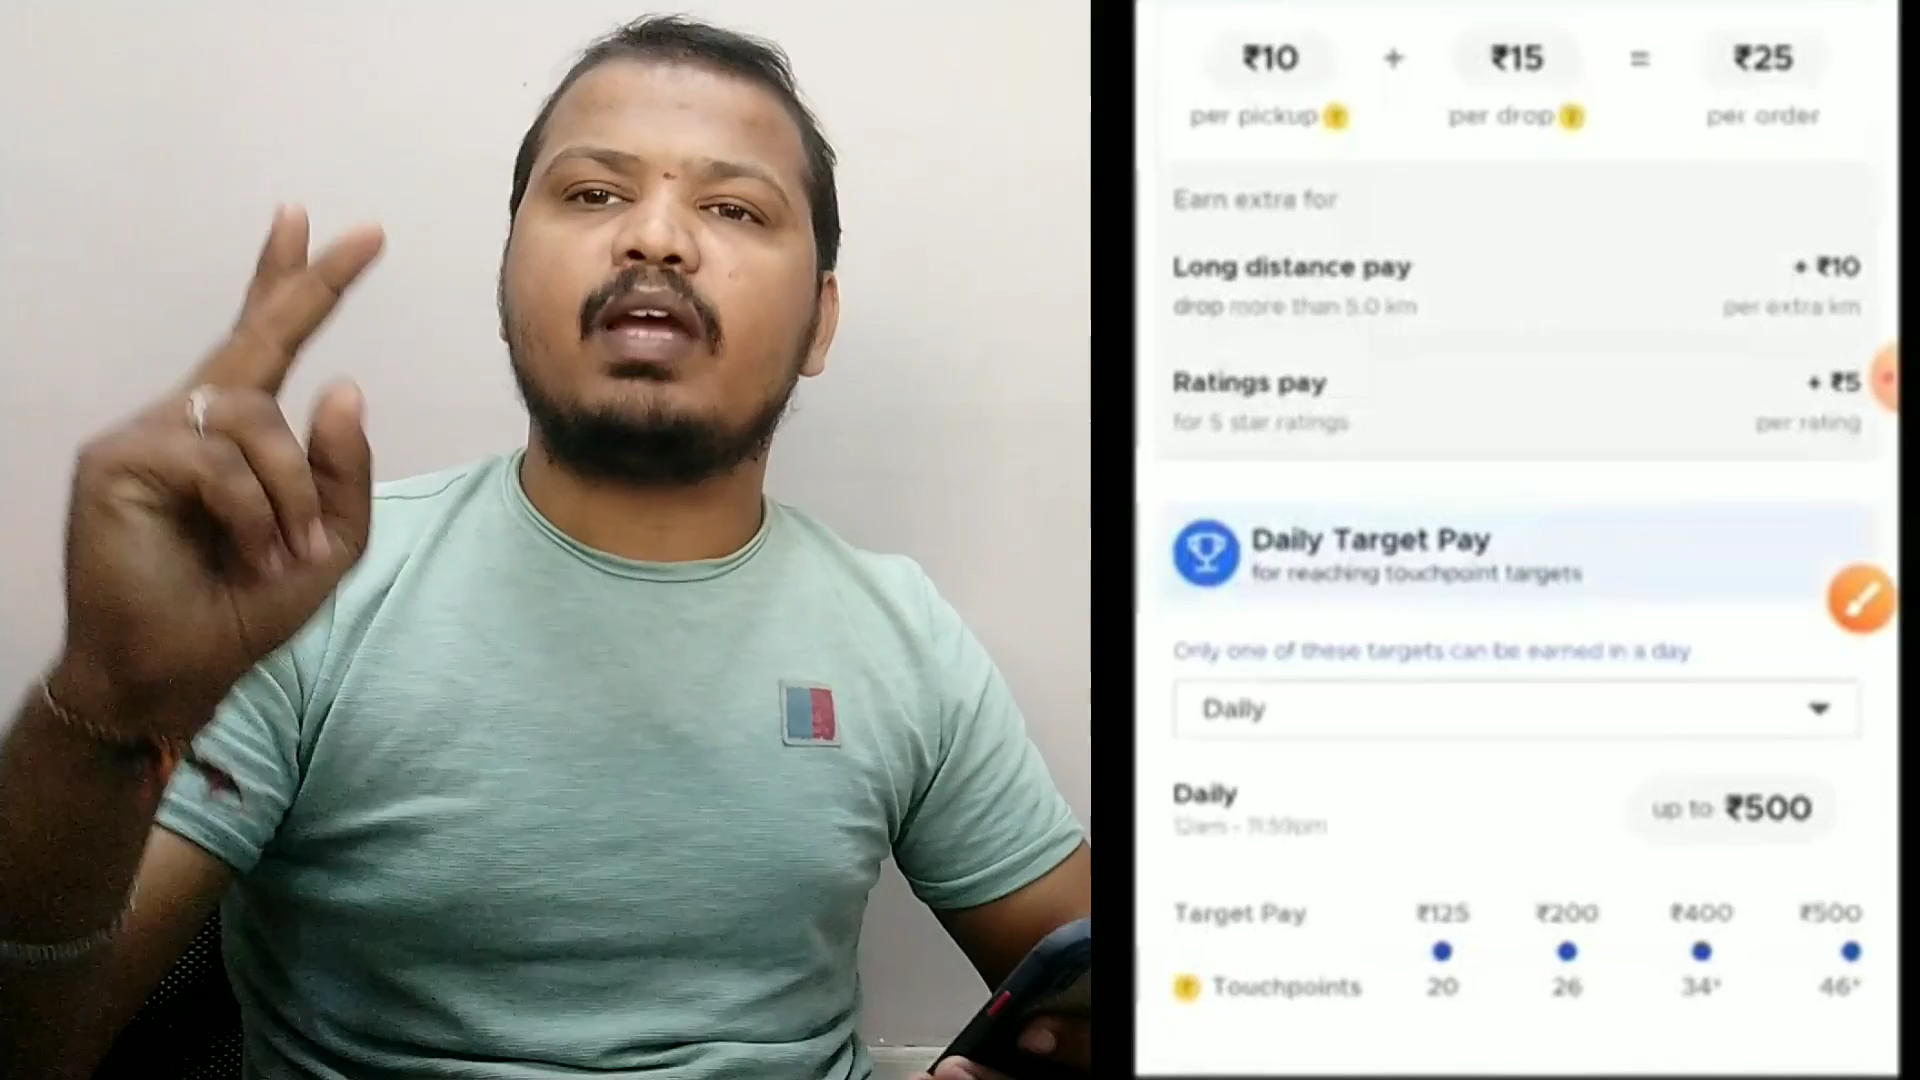 ₹10 + ₹15 = ₹25
per pickup per drop per order
Earn extra for
Long distance pay + ₹10
drop more than 5.0 km per extra km
Ratings pay + ₹5
for 5 star ratings per rating
Daily Target Pay
for reaching touchpoint targets
Only one of these targets can be earned in a day
Daily
Daily up to ₹500
12am - 11:59pm
Target Pay ₹125 ₹200 ₹400 ₹500
Touchpoints 20 26 34* 46*